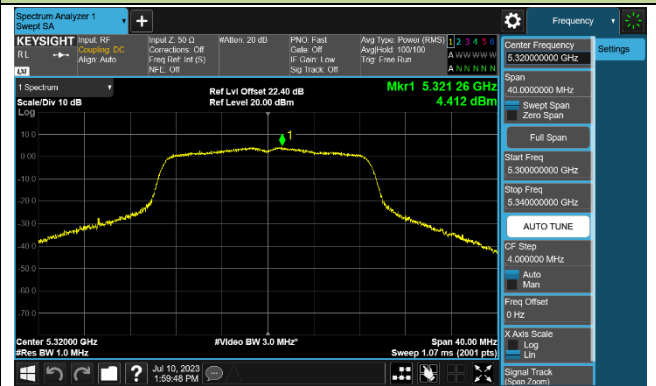 Spectrum Analyzer 1
Swept SA
+
Frequency
KEYSIGHT
RL
LXI
Input: RF
Coupling: DC
Align: Auto
Input Z: 50 Ω
Corrections: Off
Freq Ref: Int (S)
NFE: Off
#Atten: 20 dB
PNO: Fast
Gate: Off
IF Gain: Low
Sig Track: Off
Avg Type: Power (RMS)
Avg|Hold: 100/100
Trig: Free Run
1 2 3 4 5 6
A W W W W W
A N N N N N
1 Spectrum
Scale/Div 10 dB
Log
Ref Lvl Offset 22.40 dB
Ref Level 20.00 dBm
Mkr1 5.321 26 GHz
4.412 dBm
1
10.0
0.00
-10.0
-20.0
-30.0
-40.0
-50.0
-60.0
-70.0
Center 5.32000 GHz
#Res BW 1.0 MHz
#Video BW 3.0 MHz*
Span 40.00 MHz
Sweep 1.07 ms (2001 pts)
Jul 10, 2023
1:59:48 PM
Center Frequency
5.320000000 GHz
Settings
Span
40.0000000 MHz
Swept Span
Zero Span
Full Span
Start Freq
5.300000000 GHz
Stop Freq
5.340000000 GHz
AUTO TUNE
CF Step
4.000000 MHz
Auto
Man
Freq Offset
0 Hz
X Axis Scale
Log
Lin
Signal Track
(Span Zoom)